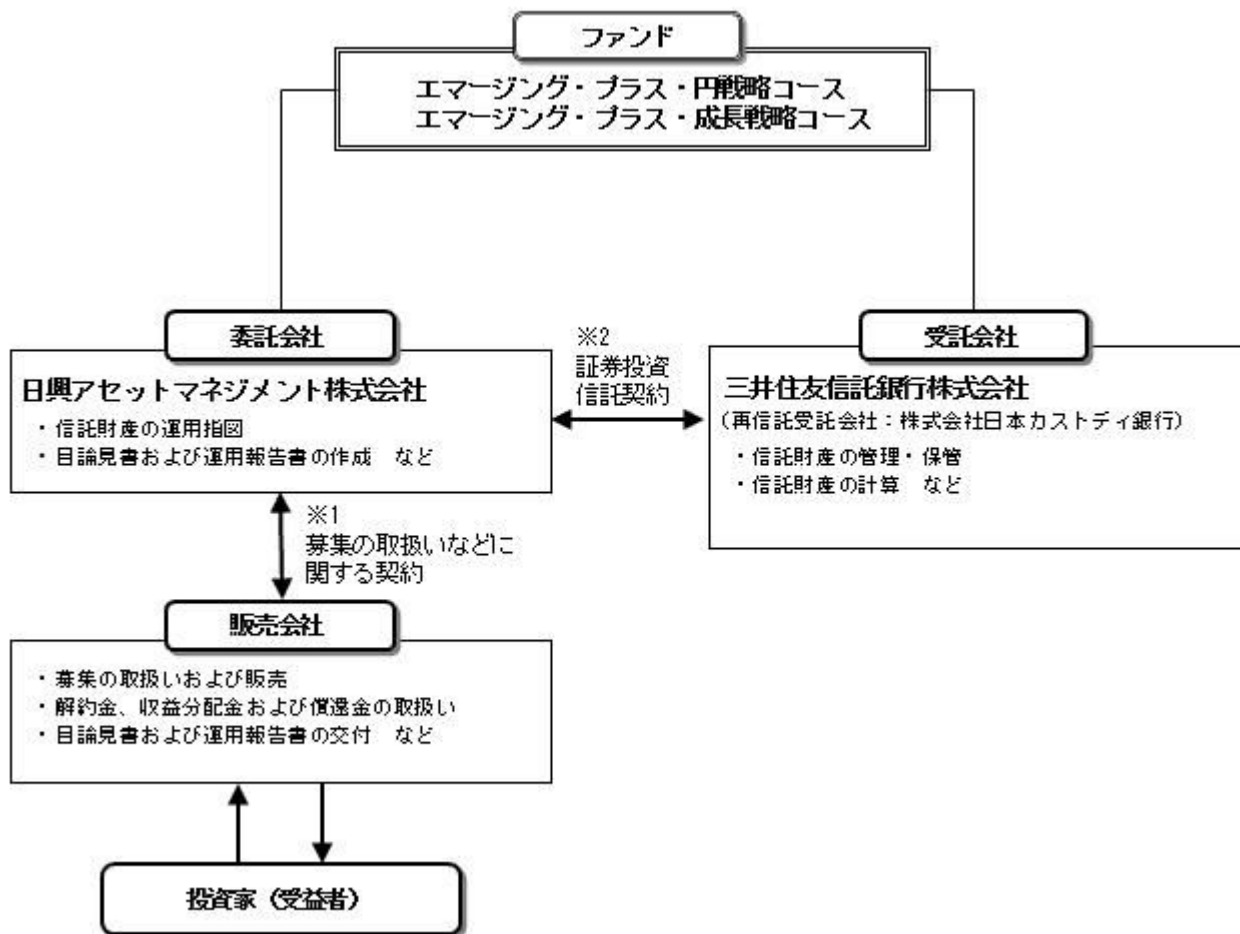 ファンド
エマージング・プラス・円戦略コース
エマージング・プラス・成長戦略コース
委託会社
日興アセットマネジメント株式会社
・信託財産の運用指図
・目論見書および運用報告書の作成　など
※2
証券投資
信託契約
受託会社
三井住友信託銀行株式会社
（再信託受託会社：株式会社日本カストディ銀行）
・信託財産の管理・保管
・信託財産の計算　など
※1
募集の取扱いなどに
関する契約
販売会社
・募集の取扱いおよび販売
・解約金、収益分配金および償還金の取扱い
・目論見書および運用報告書の交付　など
投資家（受益者）